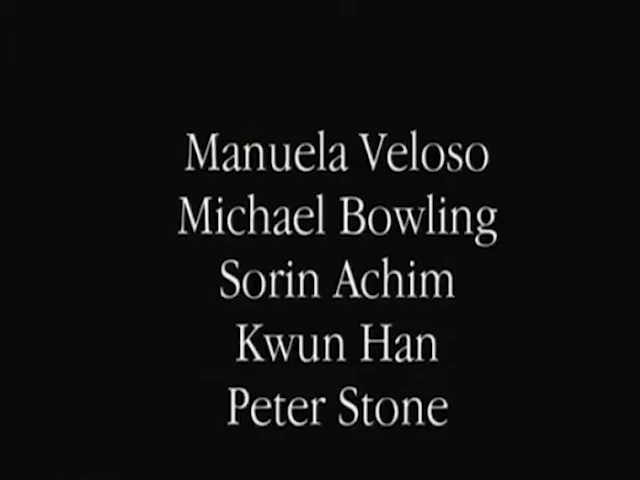 Manuela Veloso
Michael Bowling
Sorin Achim
Kwun Han
Peter Stone